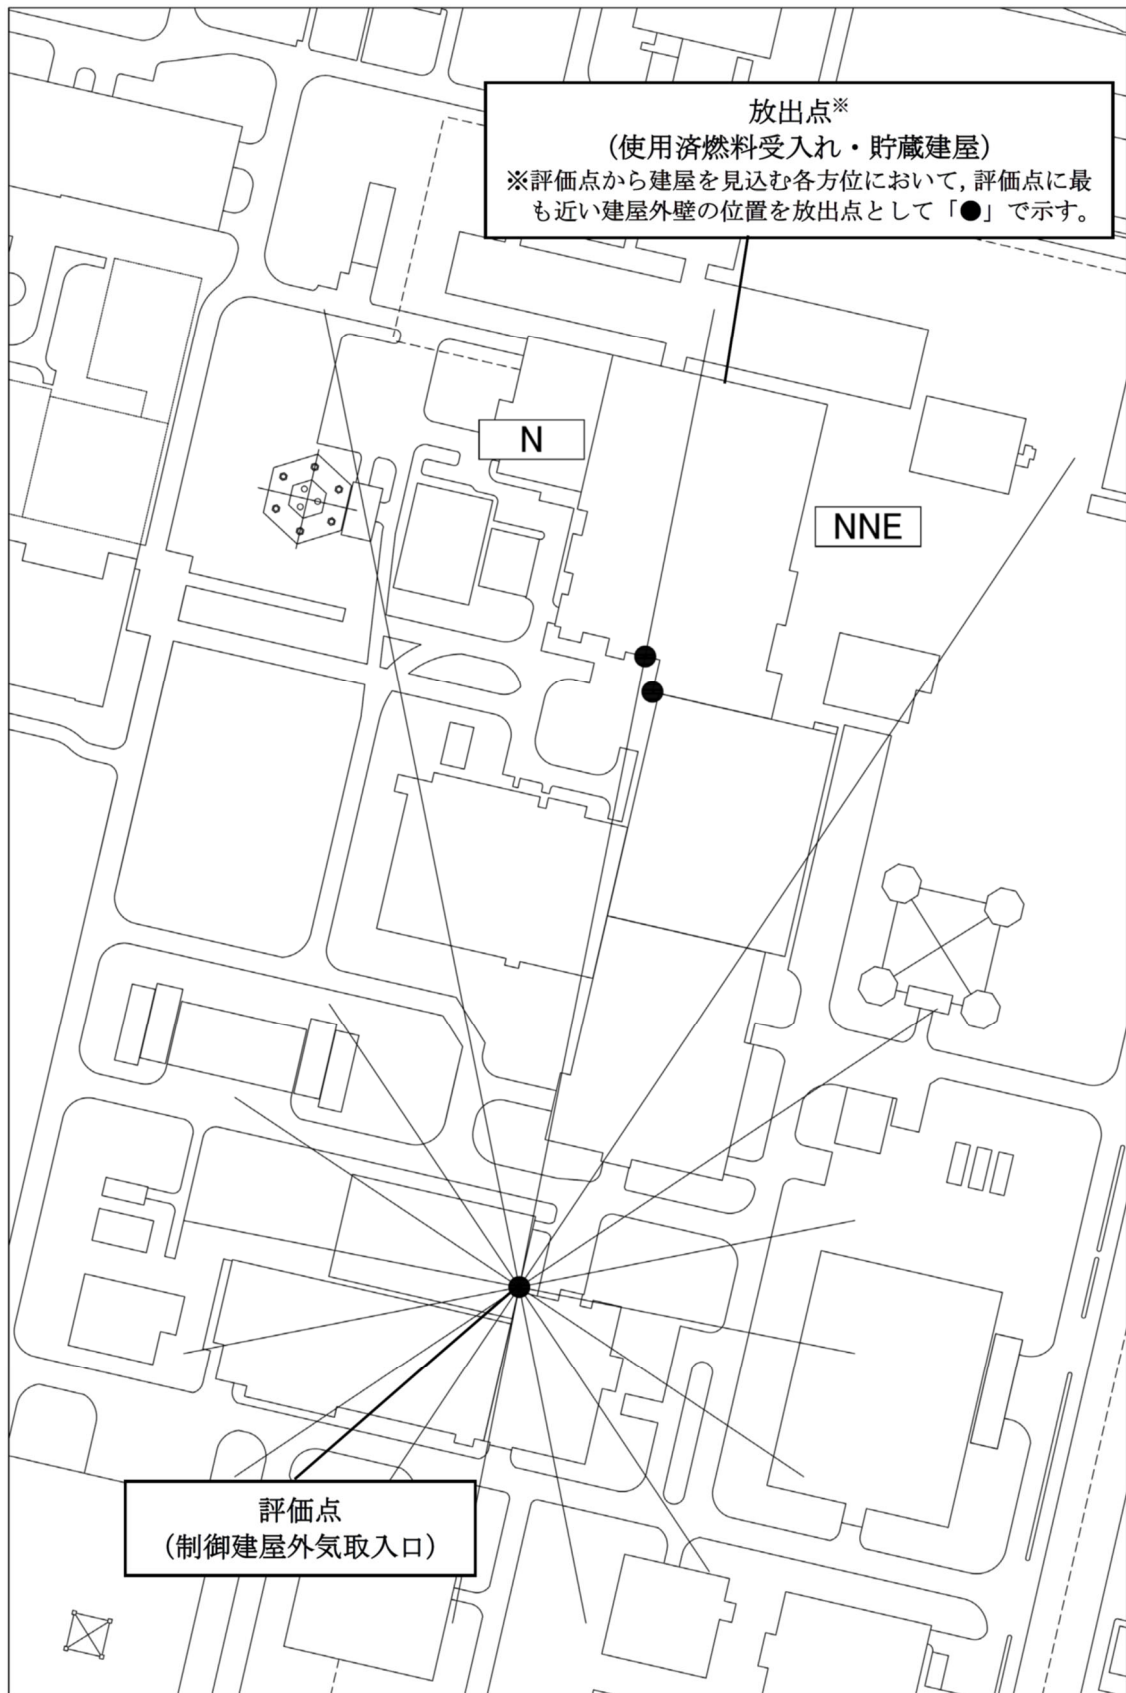 放出点※
（使用済燃料受入れ・貯蔵建屋）
※評価点から建屋を見込む各方位において，評価点に最
も近い建屋外壁の位置を放出点として「●」で示す。
N
NNE
評価点
（制御建屋外気取入口）